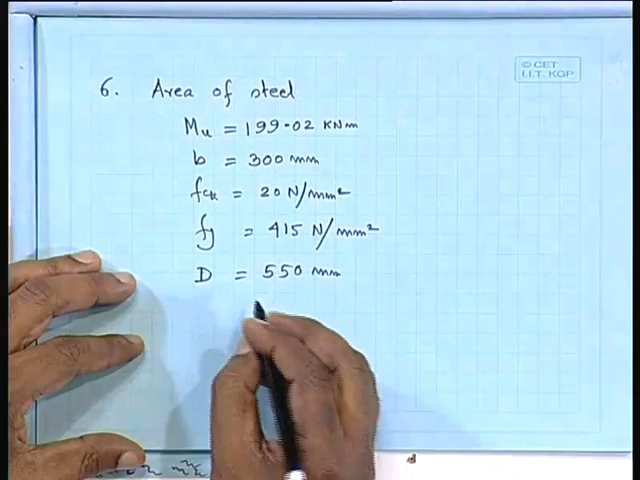 © CET
I.I.T. KGP
6. Area of steel
Mu = 199.02 KNm
b = 300 mm
fck = 20 N/mm²
fy = 415 N/mm²
D = 550 mm